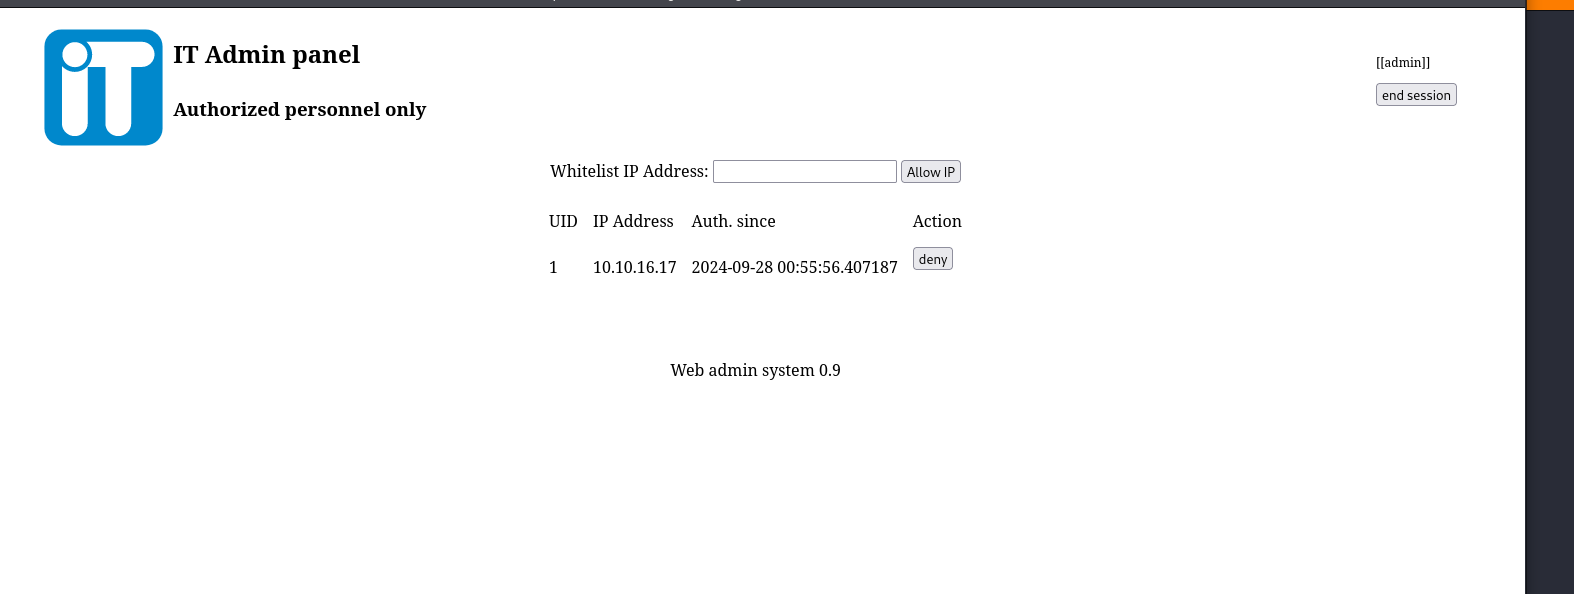 iT
IT Admin panel
Authorized personnel only
[[admin]]
end session
Whitelist IP Address: Allow IP
UID IP Address Auth. since Action
1 10.10.16.17 2024-09-28 00:55:56.407187 deny
Web admin system 0.9